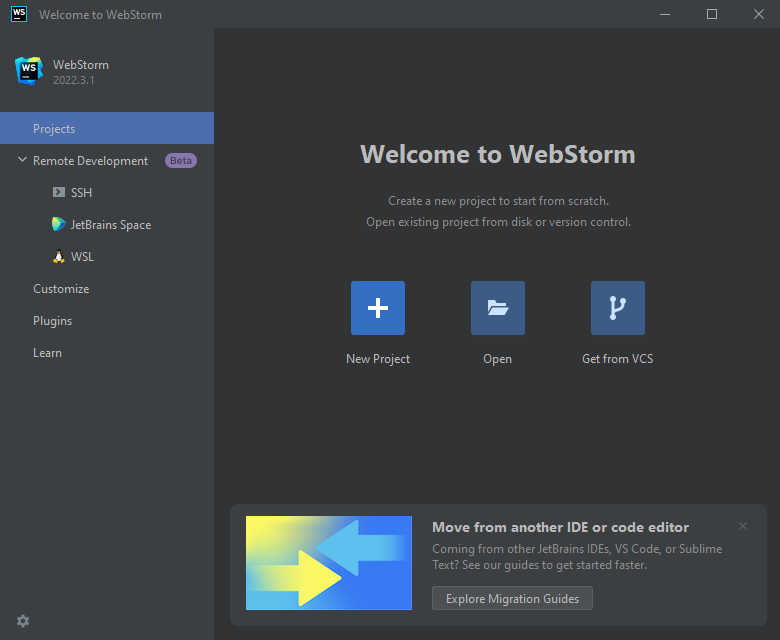 WS Welcome to WebStorm
WS
WebStorm
2022.3.1
Projects
Remote Development Beta
SSH
JetBrains Space
WSL
Customize
Plugins
Learn
Welcome to WebStorm
Create a new project to start from scratch.
Open existing project from disk or version control.
New Project Open Get from VCS
Move from another IDE or code editor
Coming from other JetBrains IDEs, VS Code, or Sublime
Text? See our guides to get started faster.
Explore Migration Guides